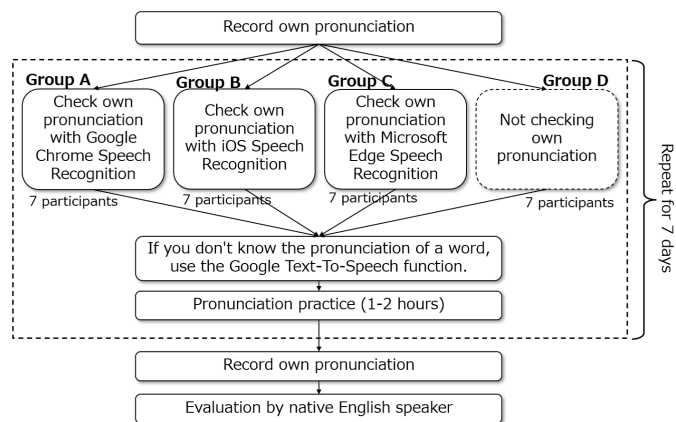 Record own pronunciation
Group A
Group B
Group C
Group D
Check own
pronunciation
with Google
Chrome Speech
Recognition
Check own
pronunciation
with iOS Speech
Recognition
Check own
pronunciation
with Microsoft
Edge Speech
Recognition
Not checking
own
pronunciation
7 participants
7 participants
7 participants
7 participants
Repeat for 7 days
If you don't know the pronunciation of a word,
use the Google Text-To-Speech function.
Pronunciation practice (1-2 hours)
Record own pronunciation
Evaluation by native English speaker